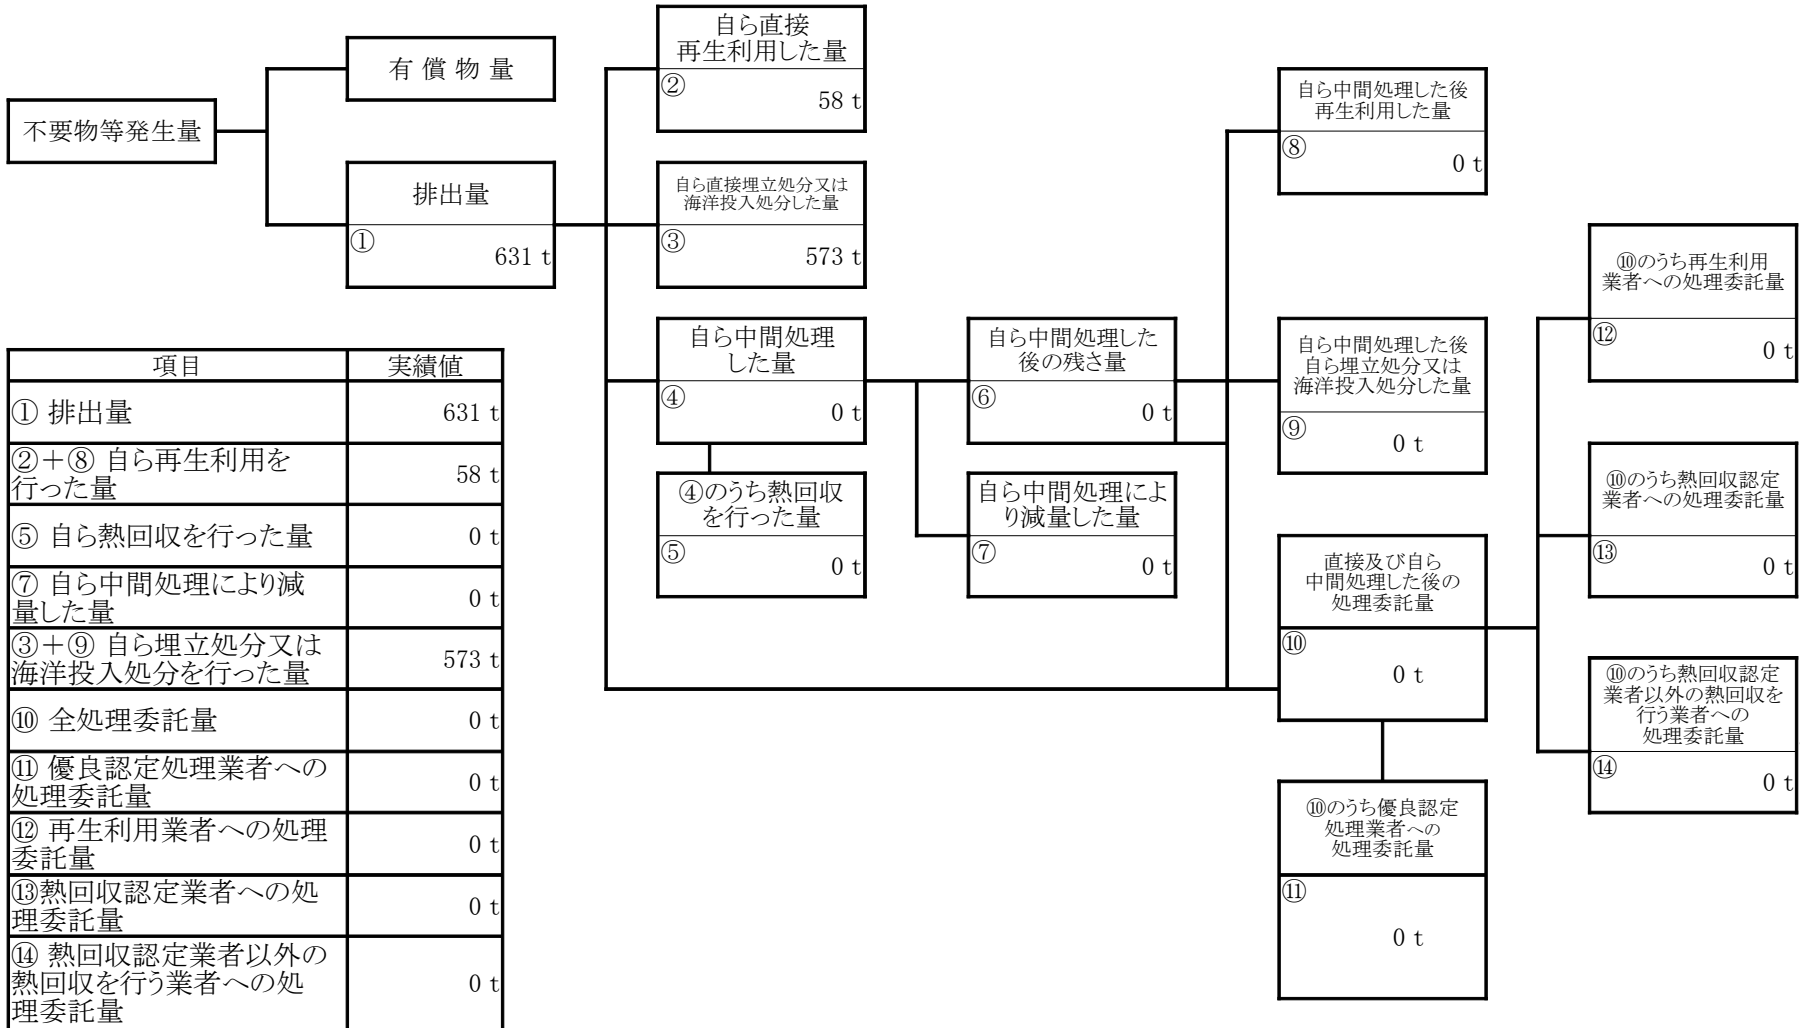 不要物等発生量
有 償 物 量
排出量
①
631 t
自ら直接
再生利用した量
②
58 t
自ら直接埋立処分又は
海洋投入処分した量
③
573 t
自ら中間処理
した量
④
0 t
④のうち熱回収
を行った量
⑤
0 t
自ら中間処理した
後の残さ量
⑥
0 t
自ら中間処理によ
り減量した量
⑦
0 t
自ら中間処理した後
再生利用した量
⑧
0 t
自ら中間処理した後
自ら埋立処分又は
海洋投入処分した量
⑨
0 t
直接及び自ら
中間処理した後の
処理委託量
⑩
0 t
⑩のうち優良認定
処理業者への
処理委託量
⑪
0 t
⑩のうち再生利用
業者への処理委託量
⑫
0 t
⑩のうち熱回収認定
業者への処理委託量
⑬
0 t
⑩のうち熱回収認定
業者以外の熱回収を
行う業者への
処理委託量
⑭
0 t
項目 実績値
① 排出量 631 t
②＋⑧ 自ら再生利用を
行った量 58 t
⑤ 自ら熱回収を行った量 0 t
⑦ 自ら中間処理により減
量した量 0 t
③＋⑨ 自ら埋立処分又は
海洋投入処分を行った量 573 t
⑩ 全処理委託量 0 t
⑪ 優良認定処理業者への
処理委託量 0 t
⑫ 再生利用業者への処理
委託量 0 t
⑬熱回収認定業者への処
理委託量 0 t
⑭ 熱回収認定業者以外の
熱回収を行う業者への処
理委託量 0 t